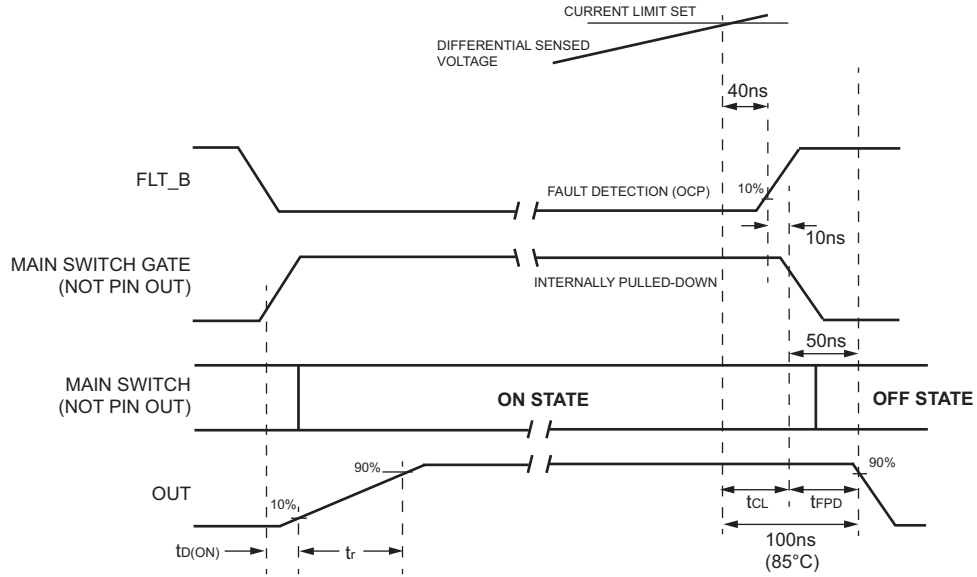 CURRENT LIMIT SET
DIFFERENTIAL SENSED
VOLTAGE
40ns
FLT_B
FAULT DETECTION (OCP)
10%
10ns
MAIN SWITCH GATE
(NOT PIN OUT)
INTERNALLY PULLED-DOWN
50ns
MAIN SWITCH
(NOT PIN OUT)
ON STATE
OFF STATE
90%
90%
OUT
10%
tCL
tFPD
tD(ON)
tr
100ns
(85°C)